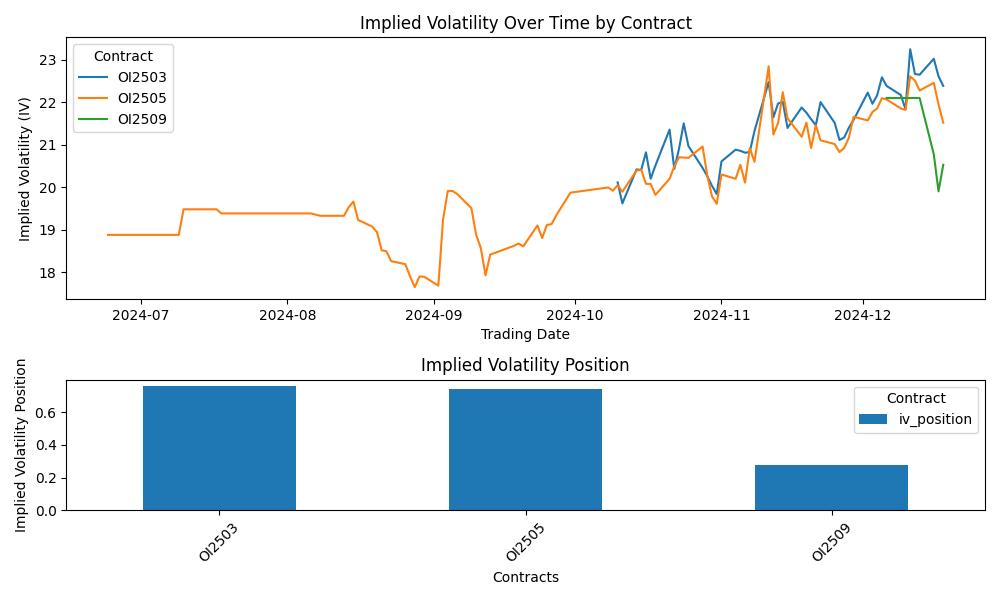 Implied Volatility Over Time by Contract
Implied Volatility (IV)
23
22
21
20
19
18
Contract
OI2503
OI2505
OI2509
2024-07
2024-08
2024-09
2024-10
2024-11
2024-12
Trading Date
Implied Volatility Position
Implied Volatility Position
0.6
0.4
0.2
0.0
Contract
iv_position
OI2503
OI2505
OI2509
Contracts